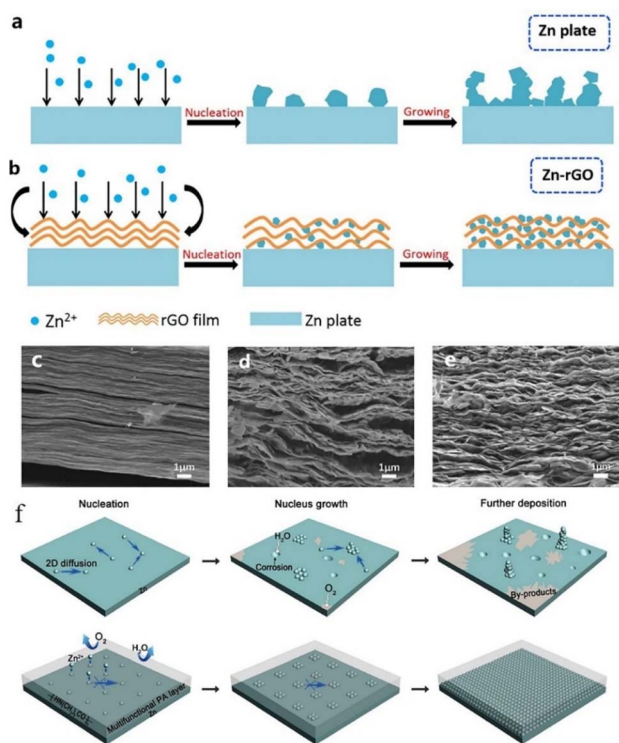 a
Zn plate
Zn2+
Nucleation
Growing
b
Zn-rGO
Nucleation
Growing
Zn²⁺
rGO film
Zn plate
c
1μm
d
1μm
e
1μm
f
Nucleation
Nucleus growth
Further deposition
2D diffusion
Zn
H₂O
Corrosion
O₂
By-products
O₂
H₂O
Zn²⁺
Multifunctional PA layer
Zn